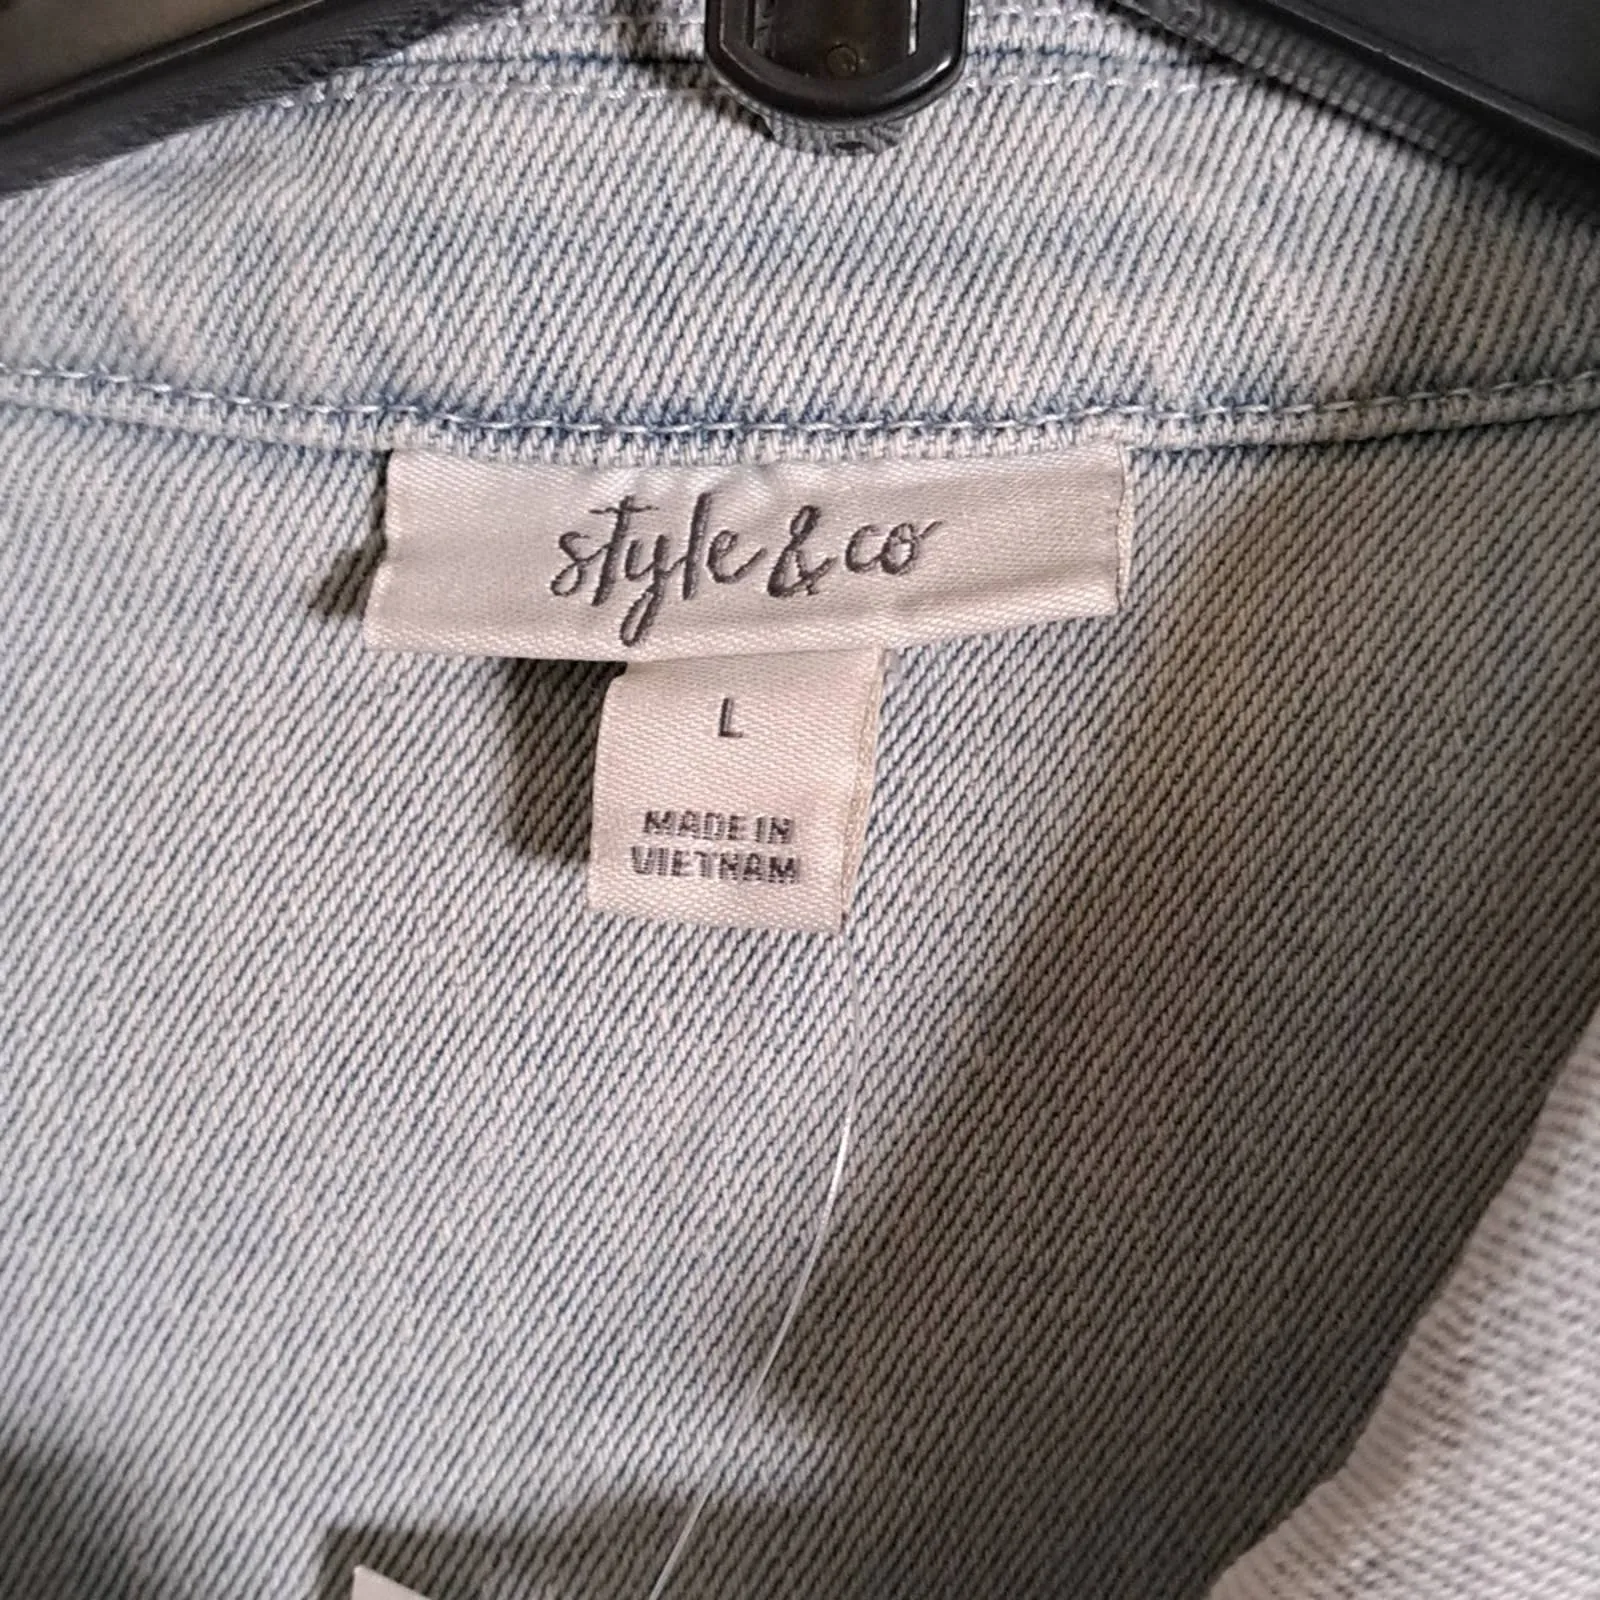 style & co
L
MADE IN
VIETNAM